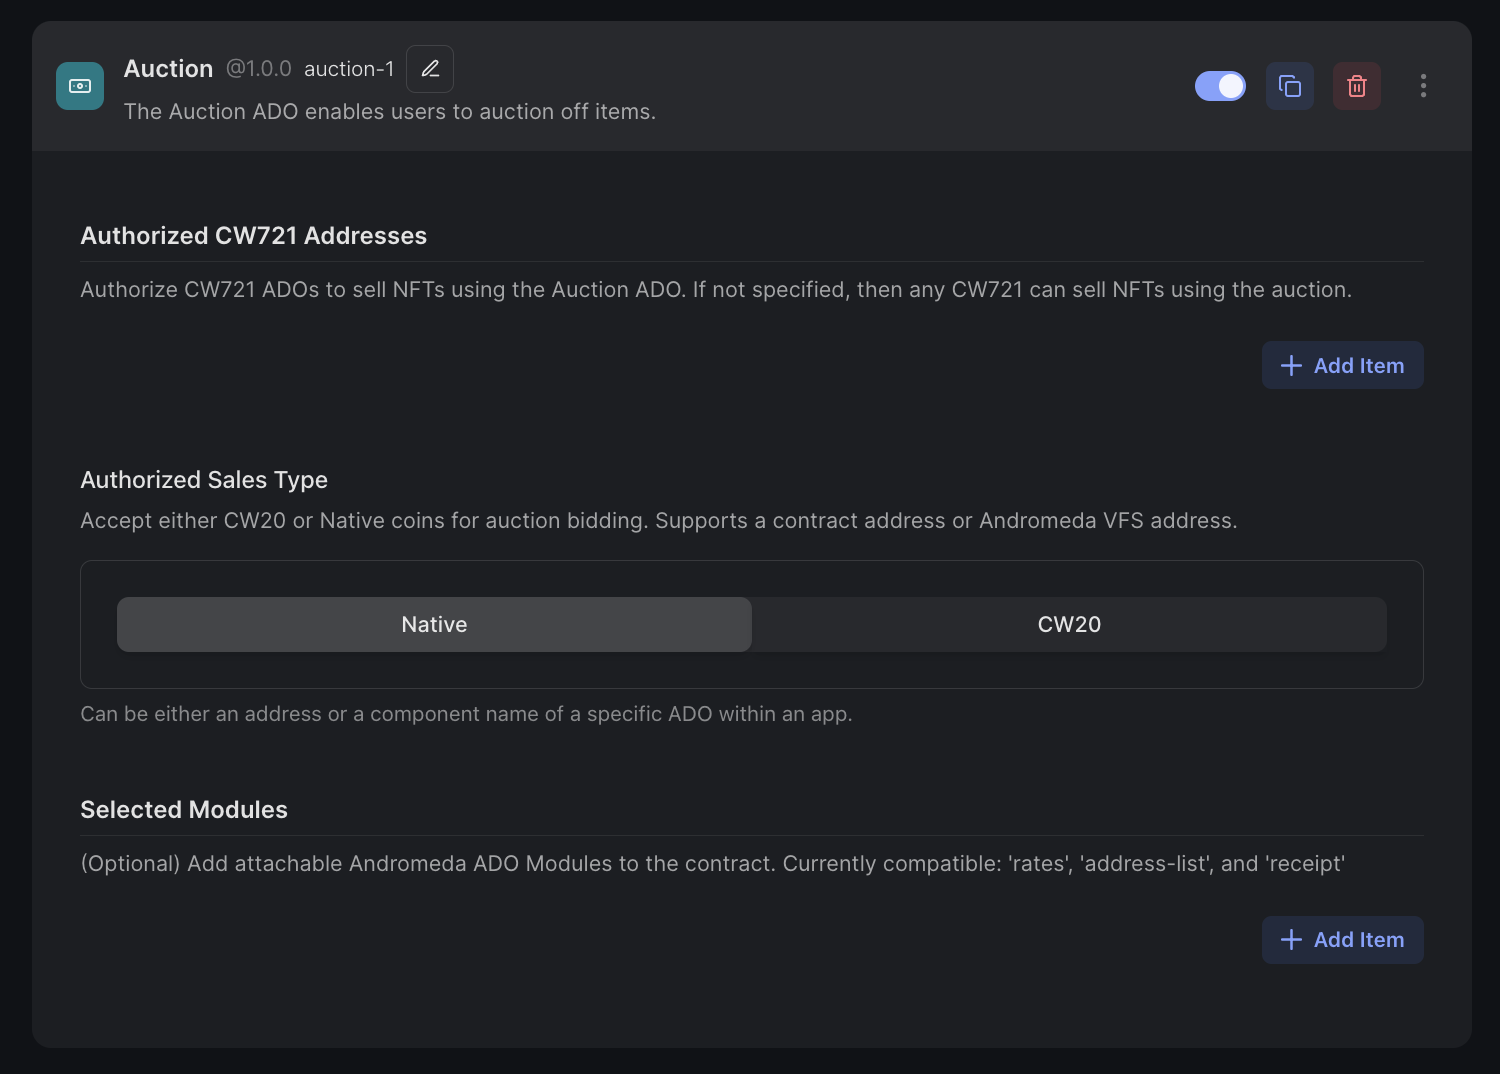 Auction @1.0.0 auction-1
The Auction ADO enables users to auction off items.
Authorized CW721 Addresses
Authorize CW721 ADOs to sell NFTs using the Auction ADO. If not specified, then any CW721 can sell NFTs using the auction.
Add Item
Authorized Sales Type
Accept either CW20 or Native coins for auction bidding. Supports a contract address or Andromeda VFS address.
Native CW20
Can be either an address or a component name of a specific ADO within an app.
Selected Modules
(Optional) Add attachable Andromeda ADO Modules to the contract. Currently compatible: 'rates', 'address-list', and 'receipt'
Add Item